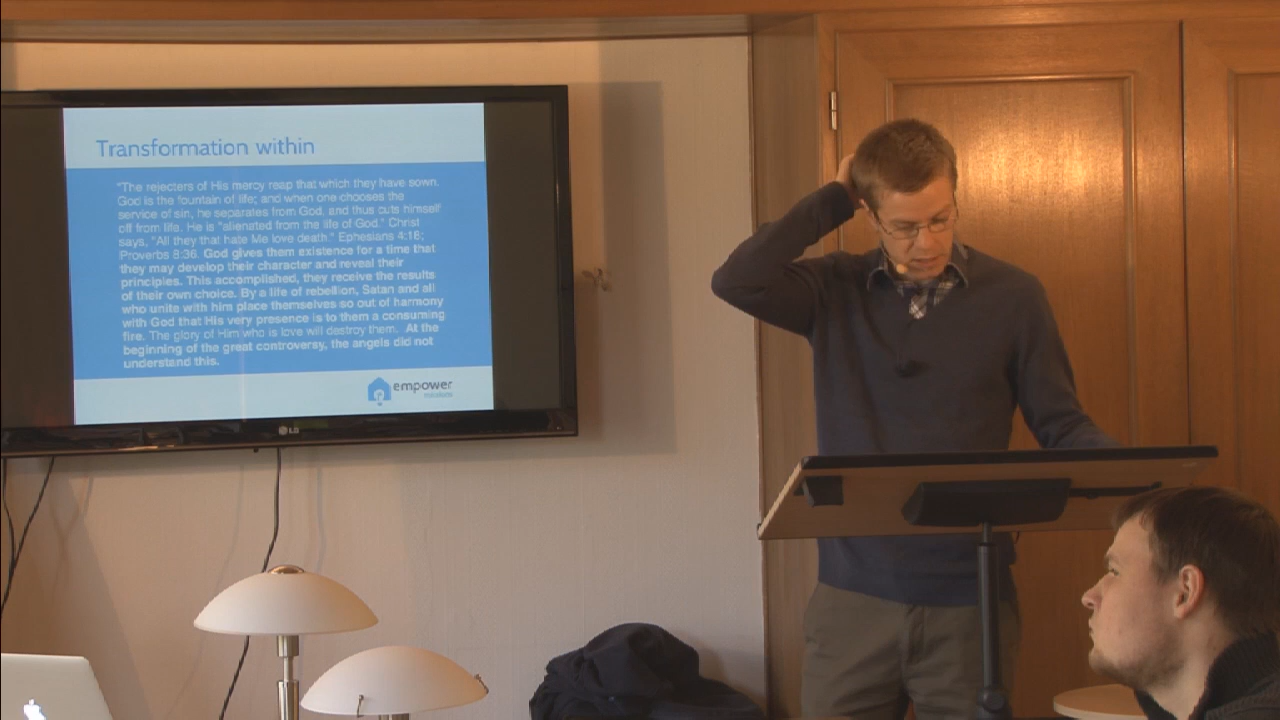 Transformation within
"The rejecters of His mercy reap that which they have sown.
God is the fountain of life; and when one chooses the
service of sin, he separates from God, and thus cuts himself
off from life. He is "alienated from the life of God." Christ
says, "All they that hate Me love death." Ephesians 4:18;
Proverbs 8:36. God gives them existence for a time that
they may develop their character and reveal their
principles. This accomplished, they receive the results
of their own choice. By a life of rebellion, Satan and all
who unite with him place themselves so out of harmony
with God that His very presence is to them a consuming
fire. The glory of Him who is love will destroy them. At the
beginning of the great controversy, the angels did not
understand this.
empower
LG